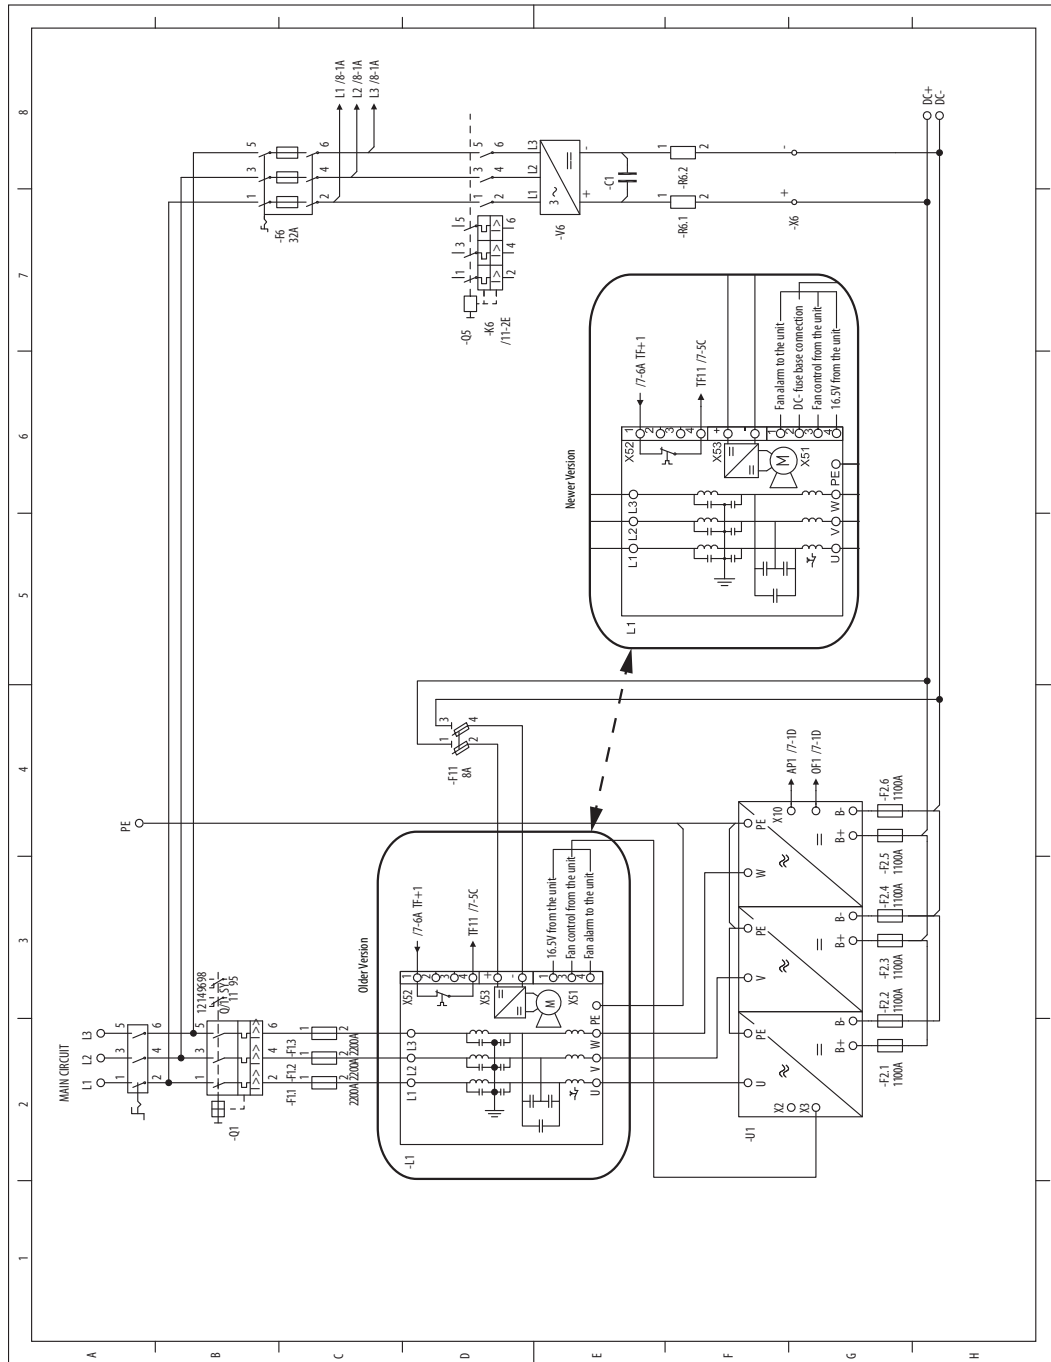 MAIN CIRCUIT
L1 L2 L3
1 3 5
2 4 6
PE
-Q1
1 3 5
2 4 6
I> I> I>
11 95
-F1.1 -F1.2 -F1.3
1 1 1
2 2 2
2200A 2200A 2200A
-F6
32A
1 3 5
2 4 6
L1 /8-1A
L2 /8-1A
L3 /8-1A
-Q5
-K6
/11-2E
1 3 5
I> I> I>
2 4 6
1 3 5
2 4 6
-V6
L1 L2 L3
3 ~
+ -
-C1
-R6.1
1
2
-R6.2
1
2
-X6
+ -
DC+
DC-
-F11
8A
1 3
2 4
Older Version
-L1
L1 L2 L3
X52
1
2
3
4
/7-6A TF+1
TF11 /7-5C
X53
+
-
M
X51
1
3
4
16.5V from the unit
Fan control from the unit
Fan alarm to the unit
U V W PE
Newer Version
L1
L1 L2 L3
X52
1
2
3
4
/7-6A TF+1
TF11 /7-5C
X53
+
-
M
X51
1
2
3
4
Fan alarm to the unit
DC- fuse base connection
Fan control from the unit
16.5V from the unit
U V W PE
-U1
U PE V PE W PE
X2
X3
X10
AP1 /7-1D
OF1 /7-1D
B+ B- B+ B- B+ B-
-F2.1
1100A
-F2.2
1100A
-F2.3
1100A
-F2.4
1100A
-F2.5
1100A
-F2.6
1100A
1 2 3 4 5 6 7 8
A B C D E F G H